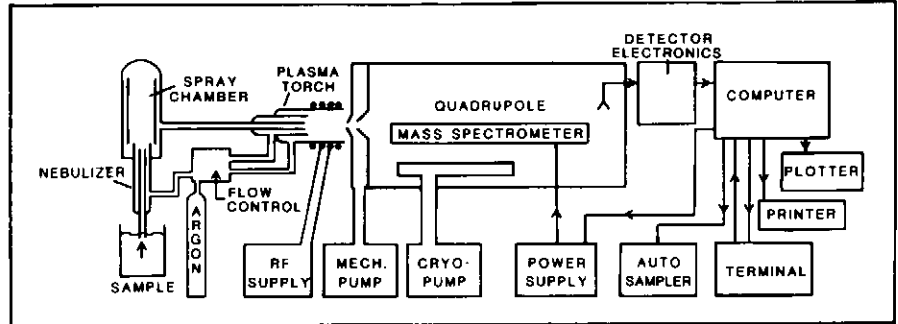 DETECTOR
ELECTRONICS
PLASMA
TORCH
SPRAY
CHAMBER
COMPUTER
QUADRUPOLE
MASS SPECTROMETER
NEBULIZER
FLOW
CONTROL
PLOTTER
PRINTER
ARGON
SAMPLE
RF
SUPPLY
MECH.
PUMP
CRYO-
PUMP
POWER
SUPPLY
AUTO
SAMPLER
TERMINAL